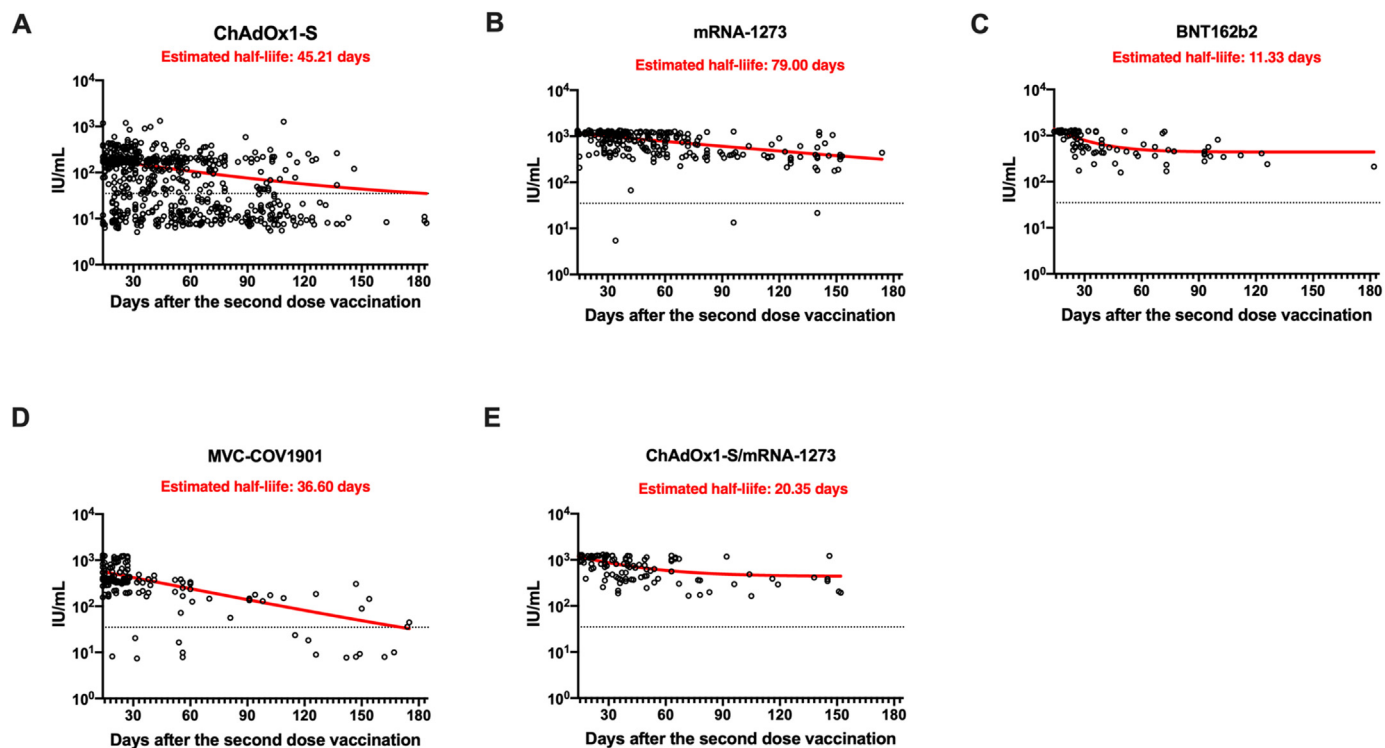 A
ChAdOx1-S
Estimated half-liife: 45.21 days
10⁴
10³
10²
10¹
10⁰
IU/mL
30 60 90 120 150 180
Days after the second dose vaccination
B
mRNA-1273
Estimated half-liife: 79.00 days
10⁴
10³
10²
10¹
10⁰
IU/mL
30 60 90 120 150 180
Days after the second dose vaccination
C
BNT162b2
Estimated half-liife: 11.33 days
10⁴
10³
10²
10¹
10⁰
IU/mL
30 60 90 120 150 180
Days after the second dose vaccination
D
MVC-COV1901
Estimated half-liife: 36.60 days
10⁴
10³
10²
10¹
10⁰
IU/mL
30 60 90 120 150 180
Days after the second dose vaccination
E
ChAdOx1-S/mRNA-1273
Estimated half-liife: 20.35 days
10⁴
10³
10²
10¹
10⁰
IU/mL
30 60 90 120 150 180
Days after the second dose vaccination